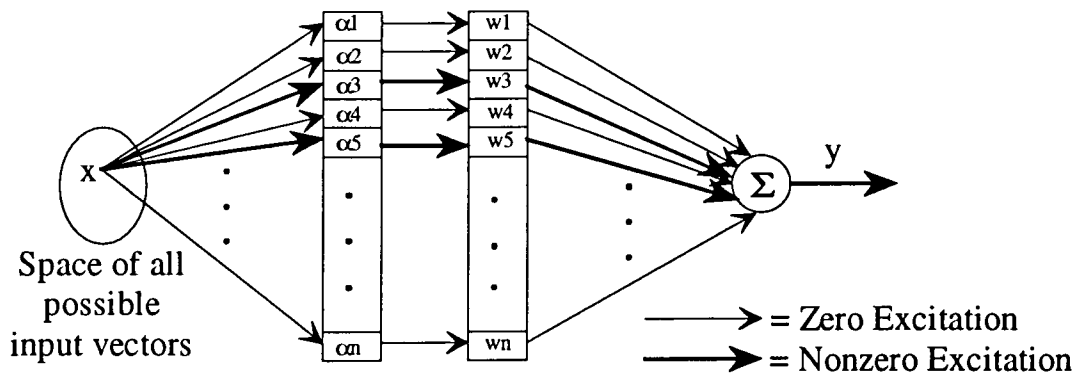 α1
α2
α3
α4
α5
αn
w1
w2
w3
w4
w5
wn
x
Σ
y
Space of all
possible
input vectors
= Zero Excitation
= Nonzero Excitation